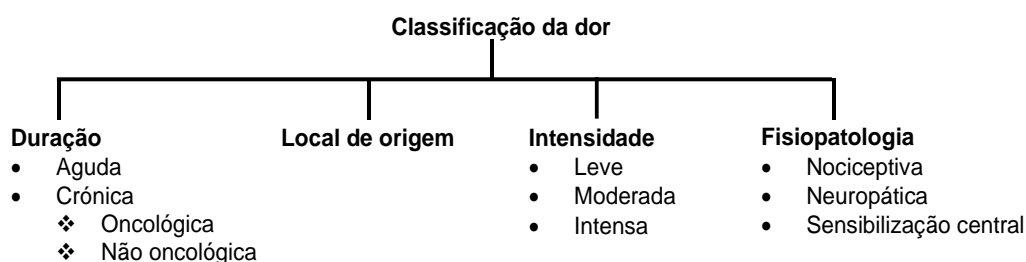 Classificação da dor
Duração
• Aguda
• Crónica
❖ Oncológica
❖ Não oncológica
Local de origem
Intensidade
• Leve
• Moderada
• Intensa
Fisiopatologia
• Nociceptiva
• Neuropática
• Sensibilização central